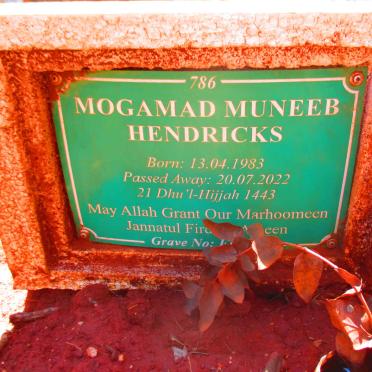 786
MOGAMAD MUNEEB
HENDRICKS
Born: 13.04.1983
Passed Away: 20.07.2022
21 Dhu'l-Hijjah 1443
May Allah Grant Our Marhoomeen
Jannatul
Grave No: